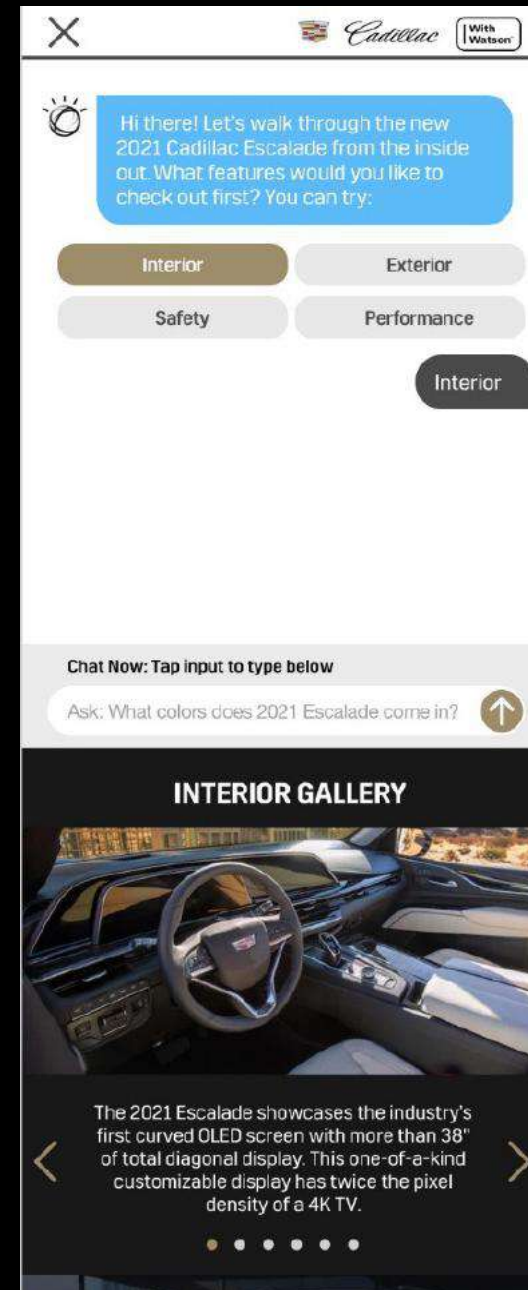 Cadillac
With
Watson
Hi there! Let's walk through the new
2021 Cadillac Escalade from the inside
out. What features would you like to
check out first? You can try:
Interior
Exterior
Safety
Performance
Interior
Chat Now: Tap input to type below
Ask: What colors does 2021 Escalade come in?
INTERIOR GALLERY
The 2021 Escalade showcases the industry's
first curved OLED screen with more than 38"
of total diagonal display. This one-of-a-kind
customizable display has twice the pixel
density of a 4K TV.